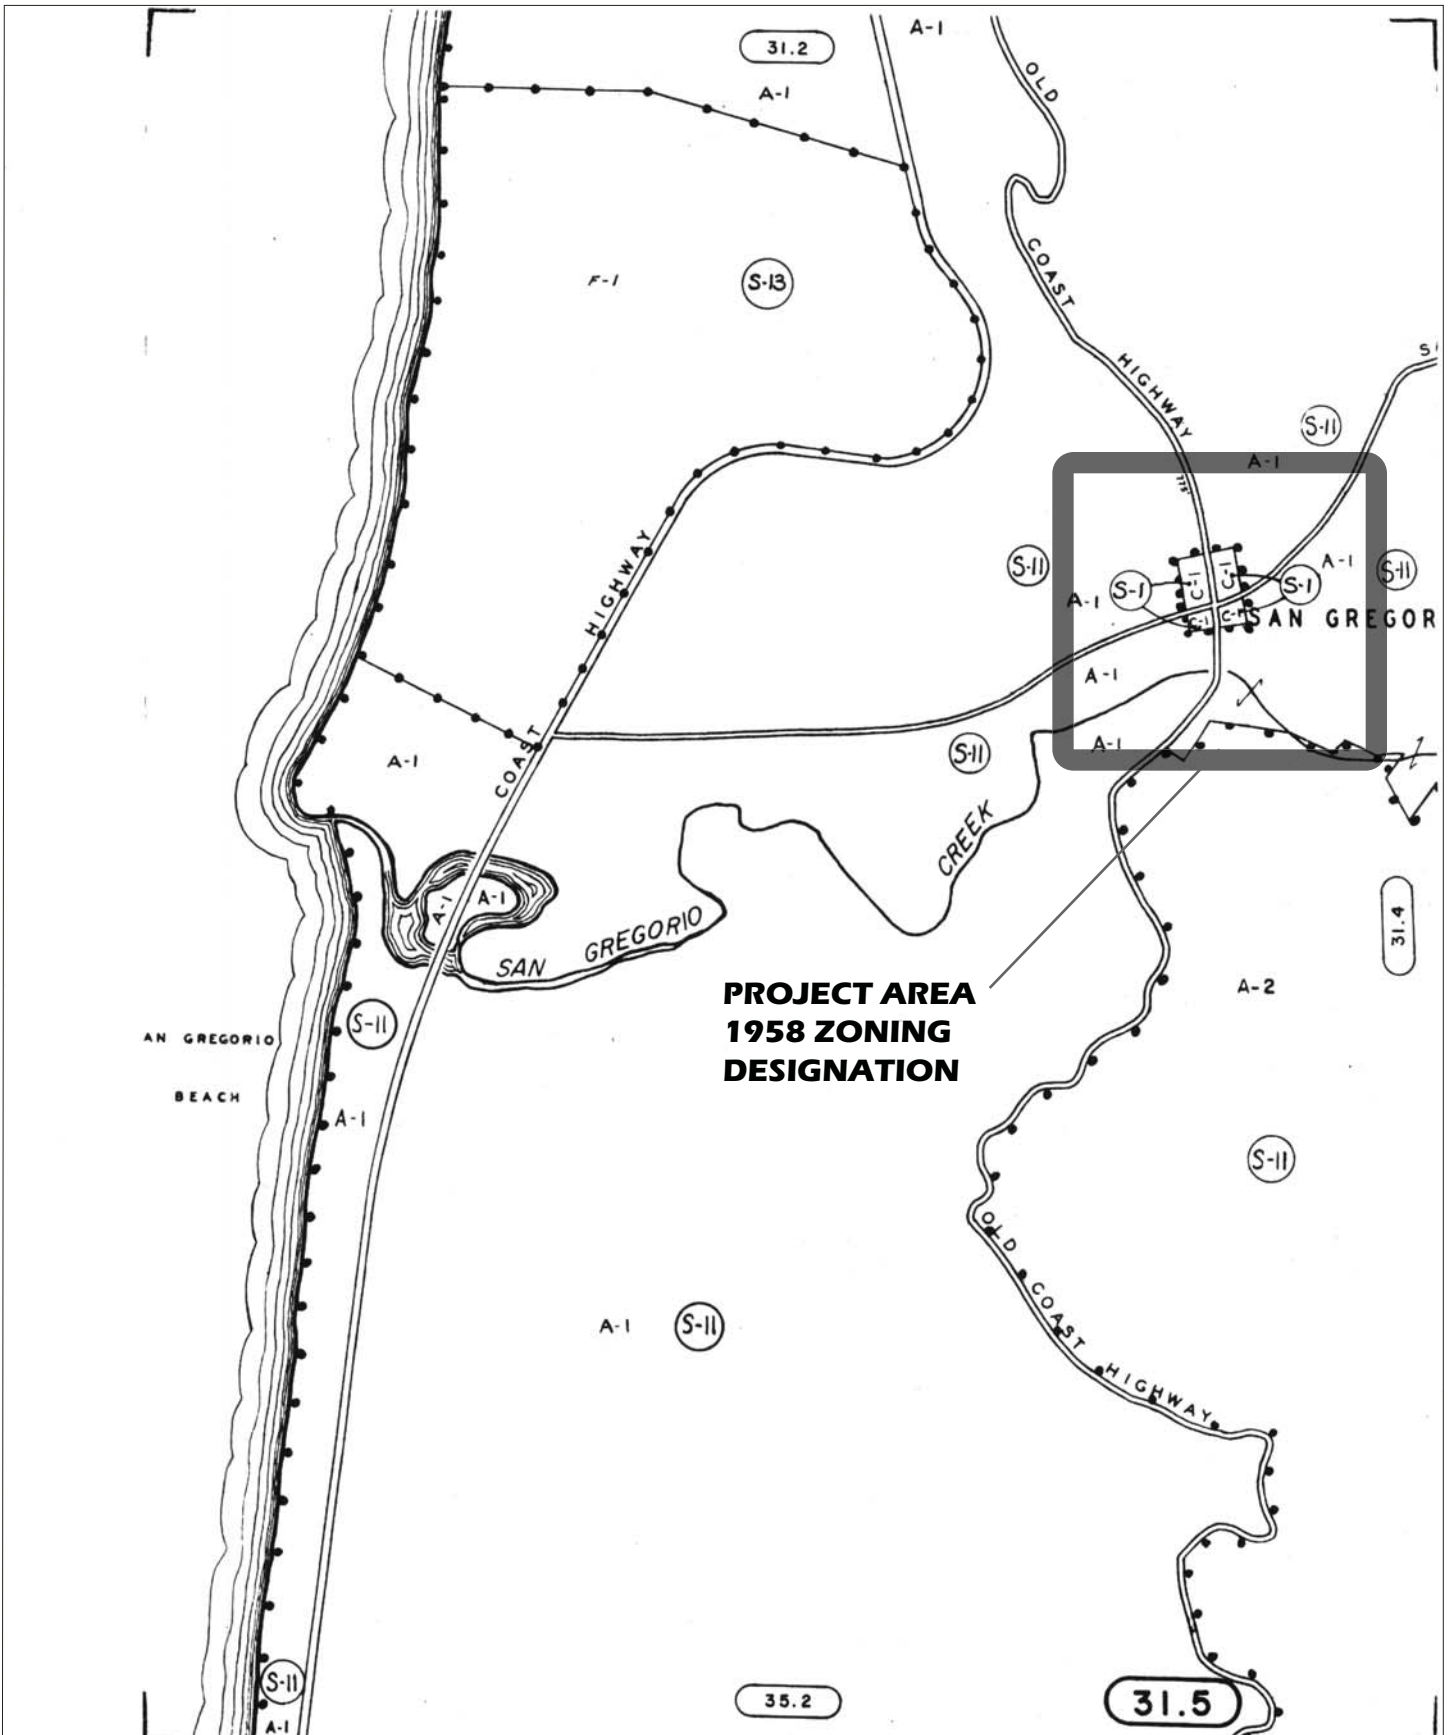 A-1
31.2
A-1
OLD
COAST
HIGHWAY
F-1
S-13
S-11
A-1
775'
S-11
A-1
S-11
S-1
C-1
C-1
S-1
A-1
C-1
SAN GREGOR
A-1
HIGHWAY
COAST
A-1
S-11
A-1
CREEK
A-1
A-1
SAN GREGORIO
31.4
PROJECT AREA
1958 ZONING
DESIGNATION
A-2
S-11
AN GREGORIO
BEACH
A-1
S-11
OLD
COAST
HIGHWAY
A-1
S-11
S-11
A-1
35.2
31.5